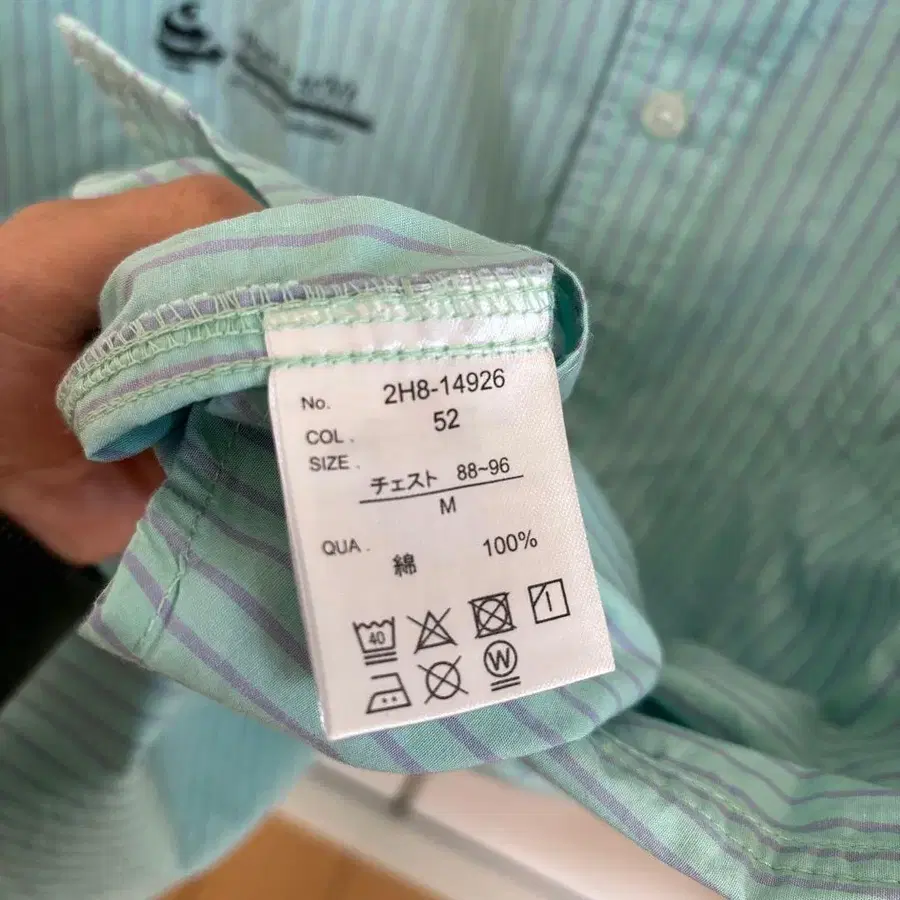 No. 2H8-14926
COL. 52
SIZE.
チェスト 88~96
M
QUA. 綿 100%
40
W